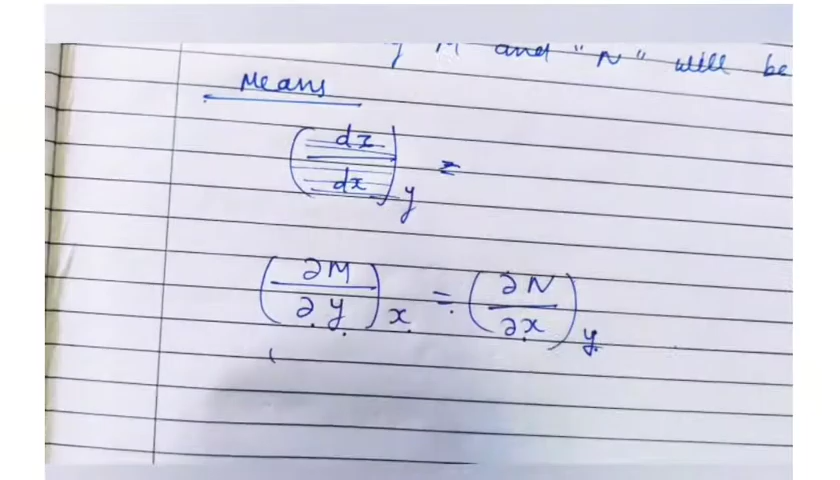 M and "N" will be
Means
(dz/dx)y =
(∂M/∂y)x = (∂N/∂x)y
(